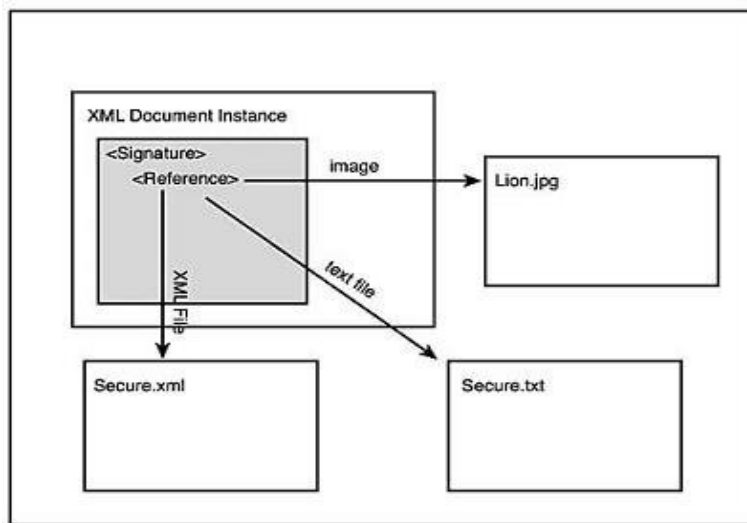 XML Document Instance
<Signature>
<Reference>
image
Lion.jpg
text file
XML File
Secure.xml
Secure.txt